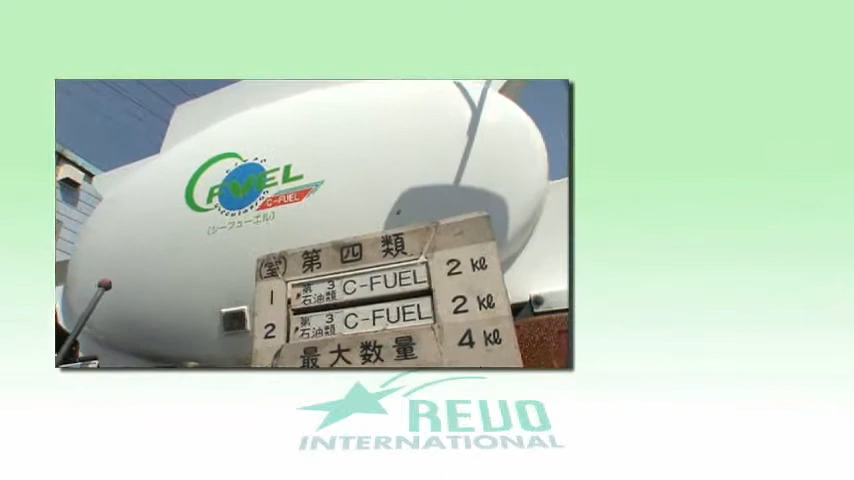 C FUEL
C-FUEL
(シーフューエル)
(室) 第四類
1 第3石油類 C-FUEL 2kℓ
2 第3石油類 C-FUEL 2kℓ
最大数量 4kℓ
REVO
INTERNATIONAL